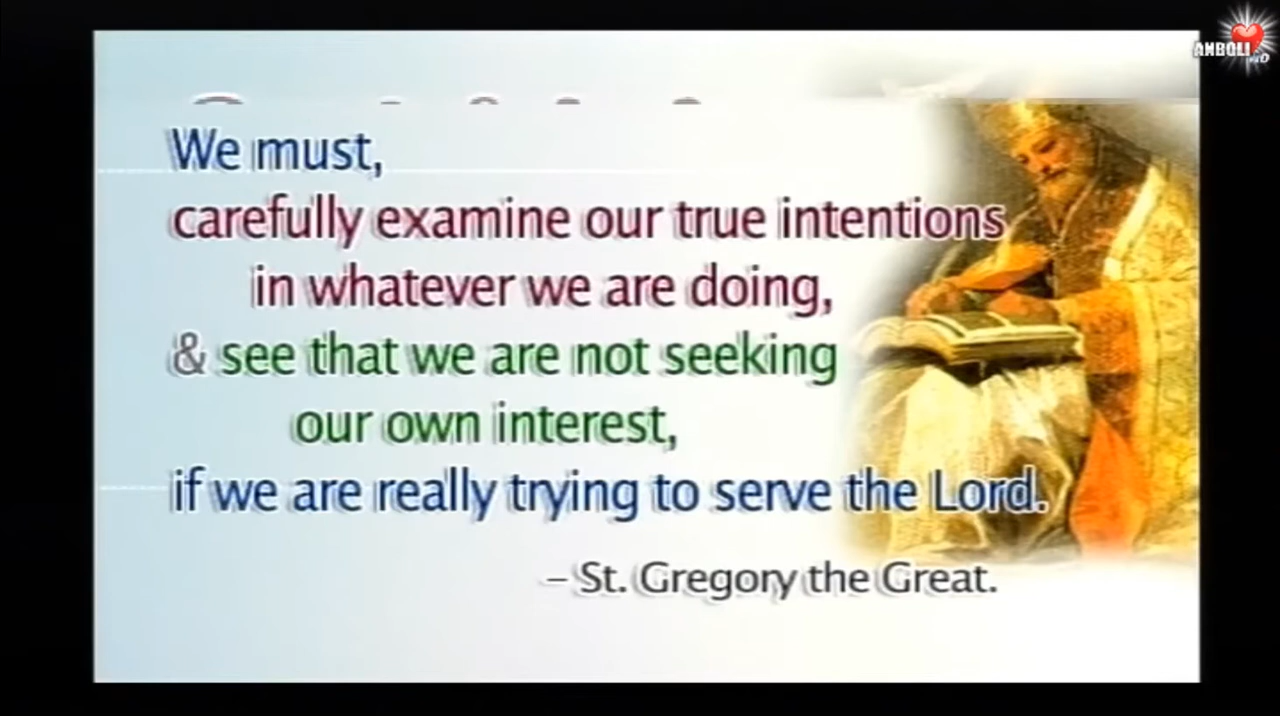 ANBOLI
HD
We must,
carefully examine our true intentions
in whatever we are doing,
& see that we are not seeking
our own interest,
if we are really trying to serve the Lord.
– St. Gregory the Great.